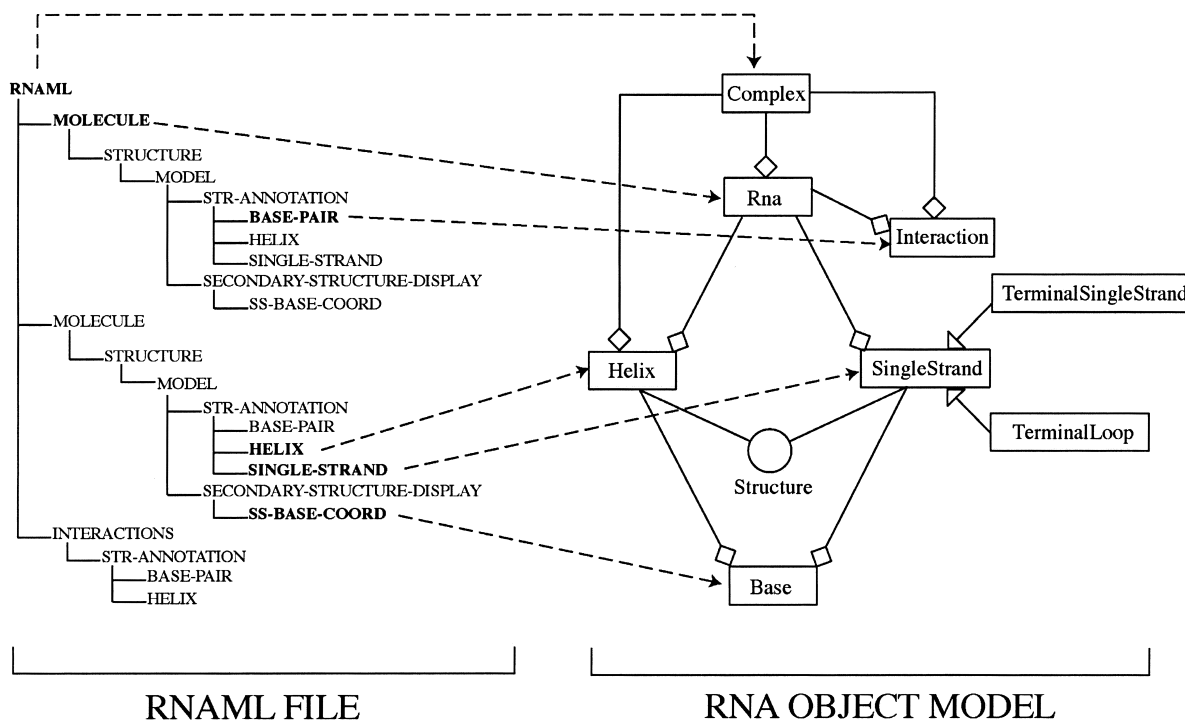 RNAML
MOLECULE
STRUCTURE
MODEL
STR-ANNOTATION
BASE-PAIR
HELIX
SINGLE-STRAND
SECONDARY-STRUCTURE-DISPLAY
SS-BASE-COORD
MOLECULE
STRUCTURE
MODEL
STR-ANNOTATION
BASE-PAIR
HELIX
SINGLE-STRAND
SECONDARY-STRUCTURE-DISPLAY
SS-BASE-COORD
INTERACTIONS
STR-ANNOTATION
BASE-PAIR
HELIX
RNAML FILE
Complex
Rna
Interaction
TerminalSingleStrand
Helix
SingleStrand
TerminalLoop
Structure
Base
RNA OBJECT MODEL